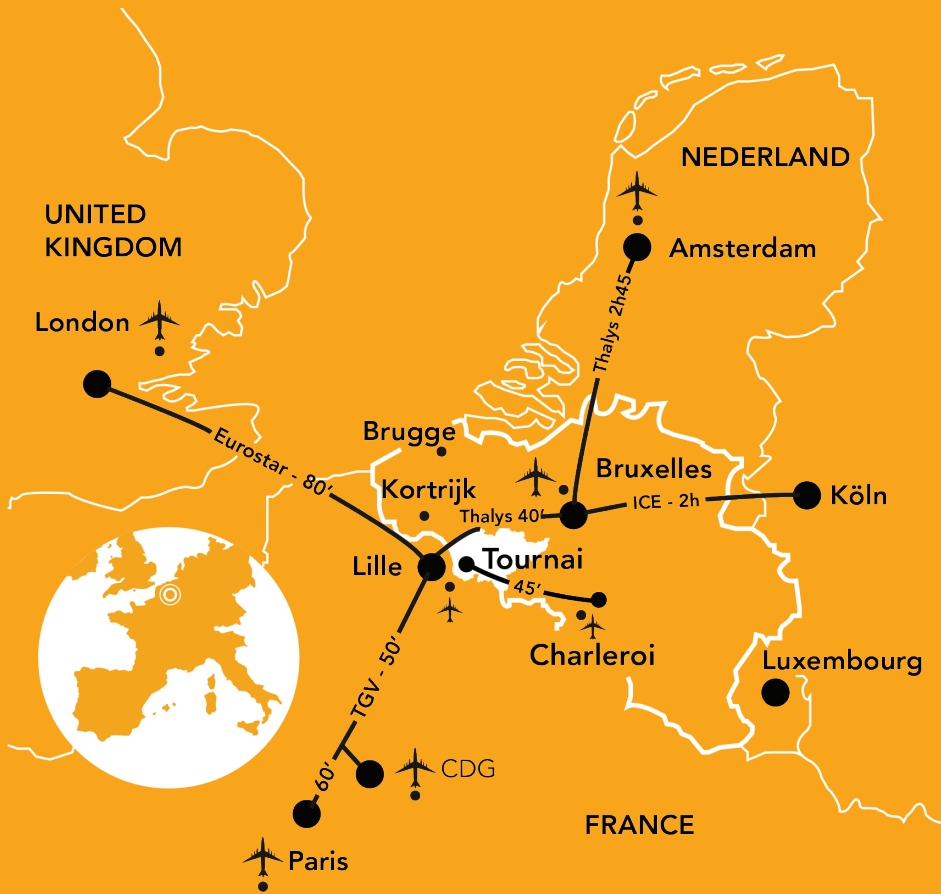 NEDERLAND
UNITED
KINGDOM
Amsterdam
London
Thalys 2h45
Brugge
Eurostar - 80’
Bruxelles
Kortrijk
ICE - 2h
Köln
Thalys 40’
Lille
Tournai
45’
Charleroi
Luxembourg
TGV - 50’
60’
CDG
FRANCE
Paris